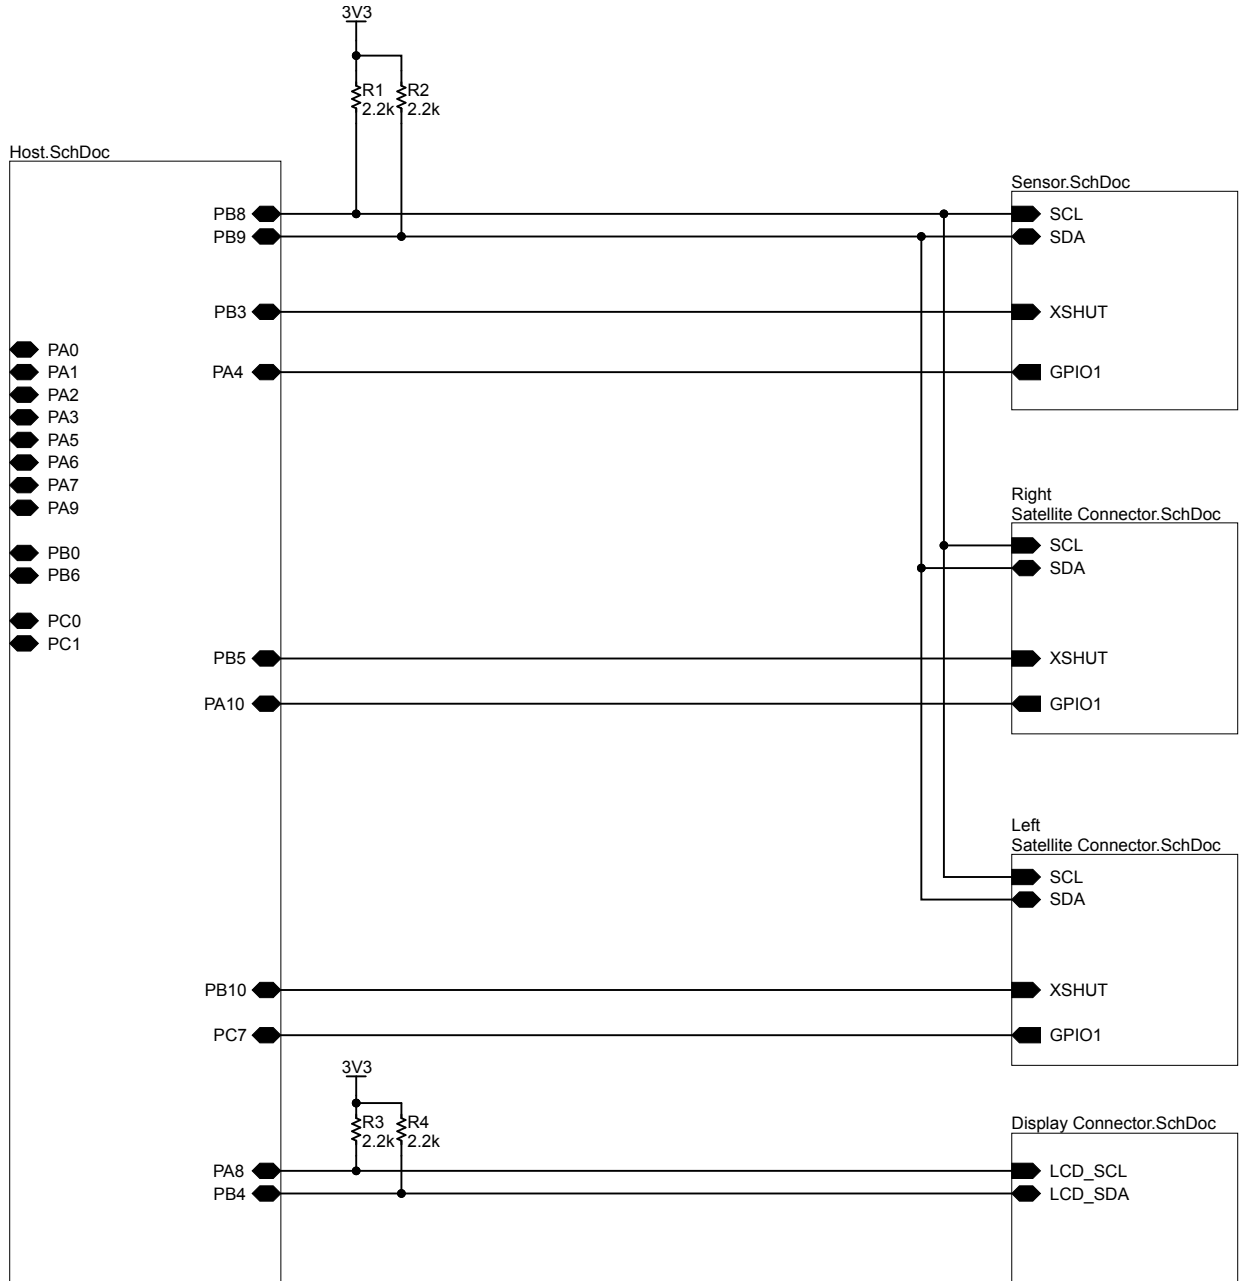 3V3
R1
2.2k
R2
2.2k
Host.SchDoc
PB8
PB9
PB3
PA4
PA0
PA1
PA2
PA3
PA5
PA6
PA7
PA9
PB0
PB6
PC0
PC1
PB5
PA10
PB10
PC7
PA8
PB4
Sensor.SchDoc
SCL
SDA
XSHUT
GPIO1
Right
Satellite Connector.SchDoc
SCL
SDA
XSHUT
GPIO1
Left
Satellite Connector.SchDoc
SCL
SDA
XSHUT
GPIO1
3V3
R3
2.2k
R4
2.2k
Display Connector.SchDoc
LCD_SCL
LCD_SDA